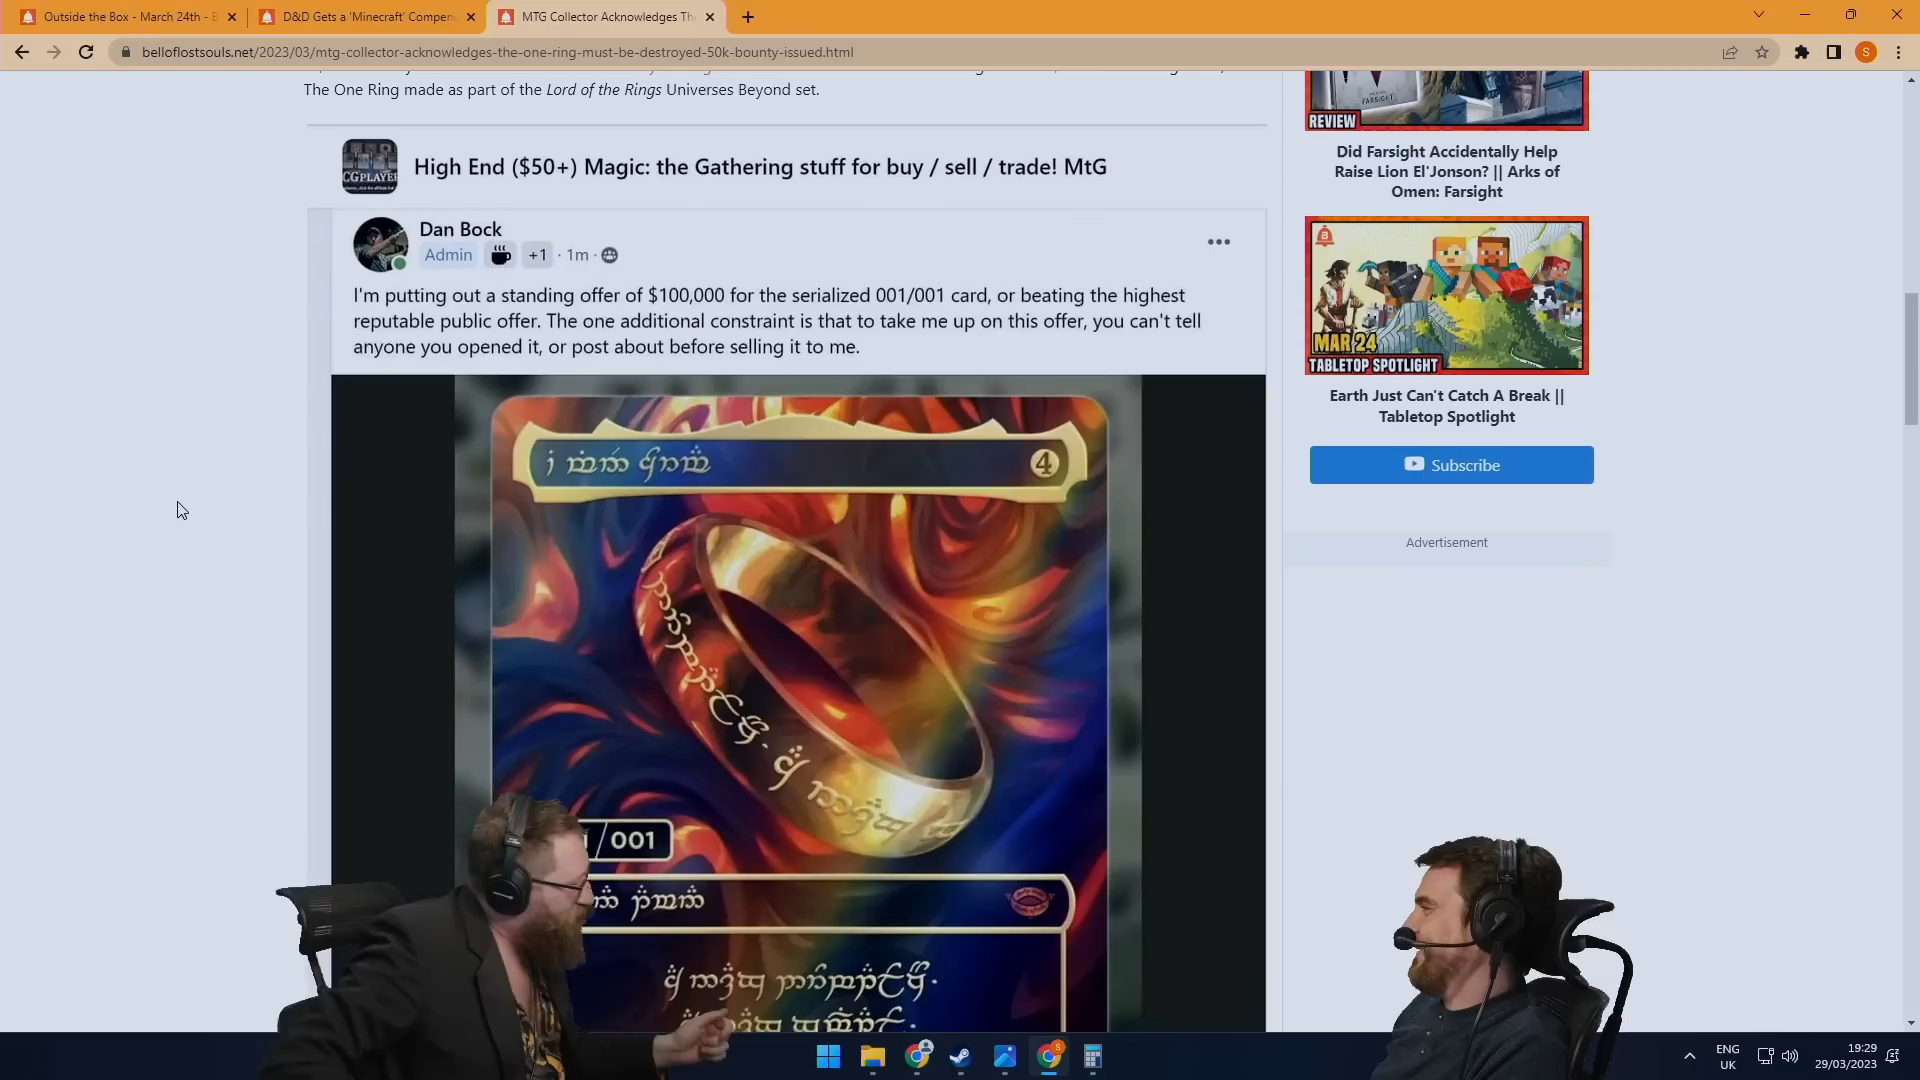 Outside the Box - March 24th - B
D&D Gets a 'Minecraft' Compen
MTG Collector Acknowledges Th
belloflostsouls.net/2023/03/mtg-collector-acknowledges-the-one-ring-must-be-destroyed-50k-bounty-issued.html
S
The One Ring made as part of the Lord of the Rings Universes Beyond set.
CGPLAYER
High End ($50+) Magic: the Gathering stuff for buy / sell / trade! MtG
Dan Bock
Admin
+1 · 1m ·
I'm putting out a standing offer of $100,000 for the serialized 001/001 card, or beating the highest
reputable public offer. The one additional constraint is that to take me up on this offer, you can't tell
anyone you opened it, or post about before selling it to me.
4
/001
FARSIGHT
REVIEW
Did Farsight Accidentally Help
Raise Lion El'Jonson? || Arks of
Omen: Farsight
MAR 24
TABLETOP SPOTLIGHT
Earth Just Can't Catch A Break ||
Tabletop Spotlight
Subscribe
Advertisement
S
ENG
UK
19:29
29/03/2023